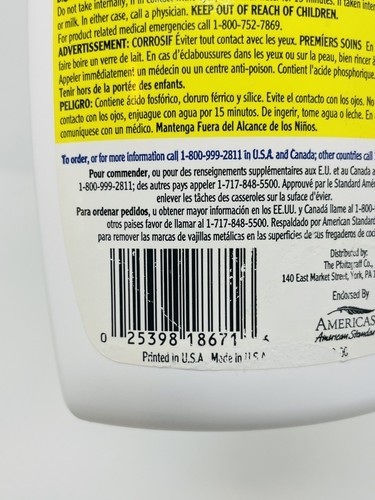 Do not take internally, if in contact
or milk. In either case, call a physician. KEEP OUT OF REACH OF CHILDREN.
For product related medical emergencies call 1-800-752-7869.
ADVERTISSEMENT: CORROSIF Éviter tout contact avec les yeux. PREMÍERS SOINS En
faire boire un verre de lait. En cas d'éclaboussures dans les yeux ou sur la peau, bien rincer
Appeler immédiatement un médecin ou un centre anti-poison. Contient l'acide phosphorique
Tenir hors de la portée des enfants.
PELIGRO: Contiene ácido fosfórico, cloruro férrico y sílice. Evite el contacto con los ojos.
contacto con los ojos, enjuague con agua por 15 minutos. De ingerir, tome agua o leche. En
comuníquese con un médico. Mantenga Fuera del Alcance de los Niños.
To order, or for more information call 1-800-999-2811 in U.S.A. and Canada; other countries call
Pour commander, ou pour des renseignements supplémentaires aux E.U. et au Canada
1-800-999-2811; des autres pays appeler 1-717-848-5500. Approuvé par le Standard
enlever les tâches des casseroles sur la suface d'évier.
Para ordenar pedidos, u obtener mayor información en los EE.UU. y Canadá llame al 1-800-
otros paises favor de llamar al 1-717-848-5500. Respaldado por American Standard
para remover las marcas de vajillas metálicas en las superficies de sus fregaderos de
Distributed by:
The Pfaltzgraff Co.,
140 East Market Street, York, PA
Endorsed By
AMERICAS
American Standard
0 25398 18671
Printed in U.S.A Made in U.S.A